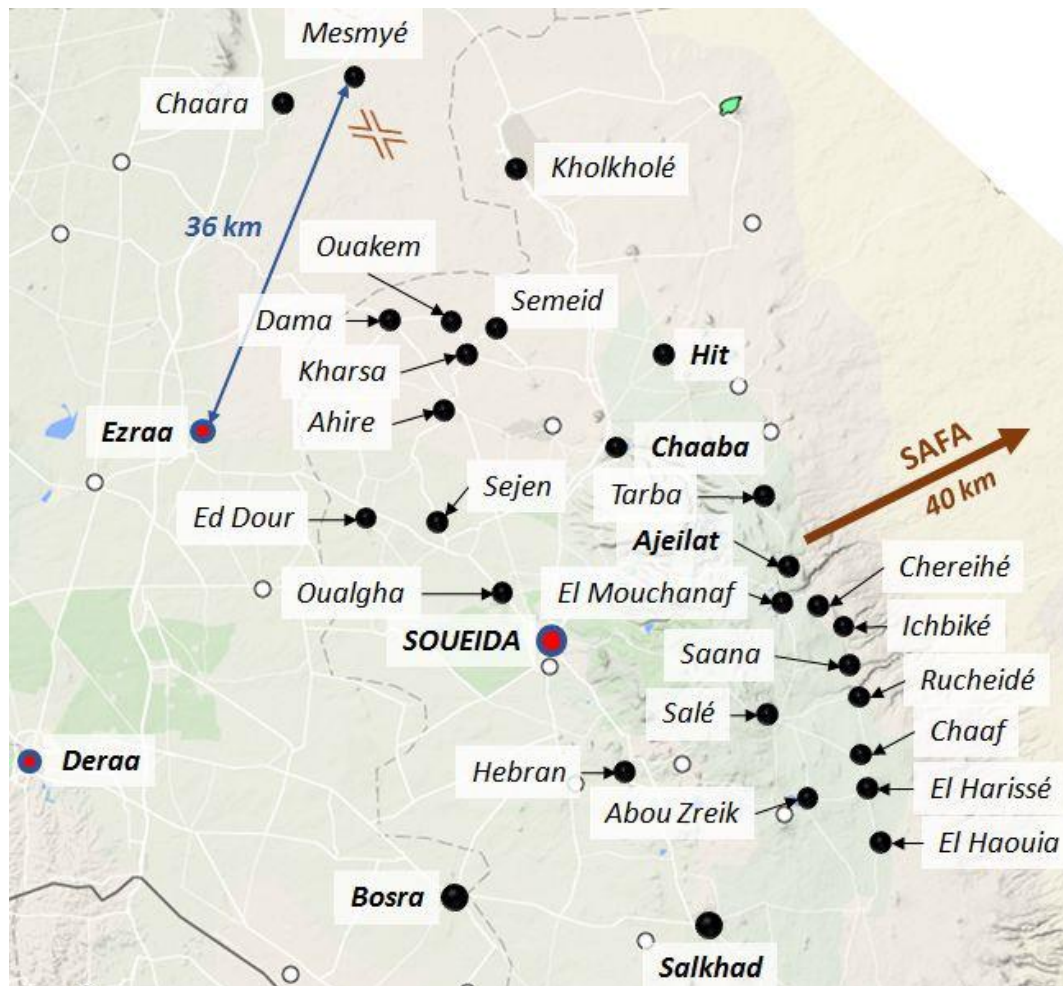 Mesmyé
Chaara
Kholkholé
36 km
Ouakem
Semeid
Dama
Kharsa
Hit
Ahire
Ezraa
Chaaba
SAFA
40 km
Sejen
Tarba
Ed Dour
Ajeilat
Chereihé
Oualgha
El Mouchanaf
Ichbiké
SOUEIDA
Saana
Rucheidé
Salé
Chaaf
Deraa
Hebran
El Harissé
Abou Zreik
El Haouia
Bosra
Salkhad